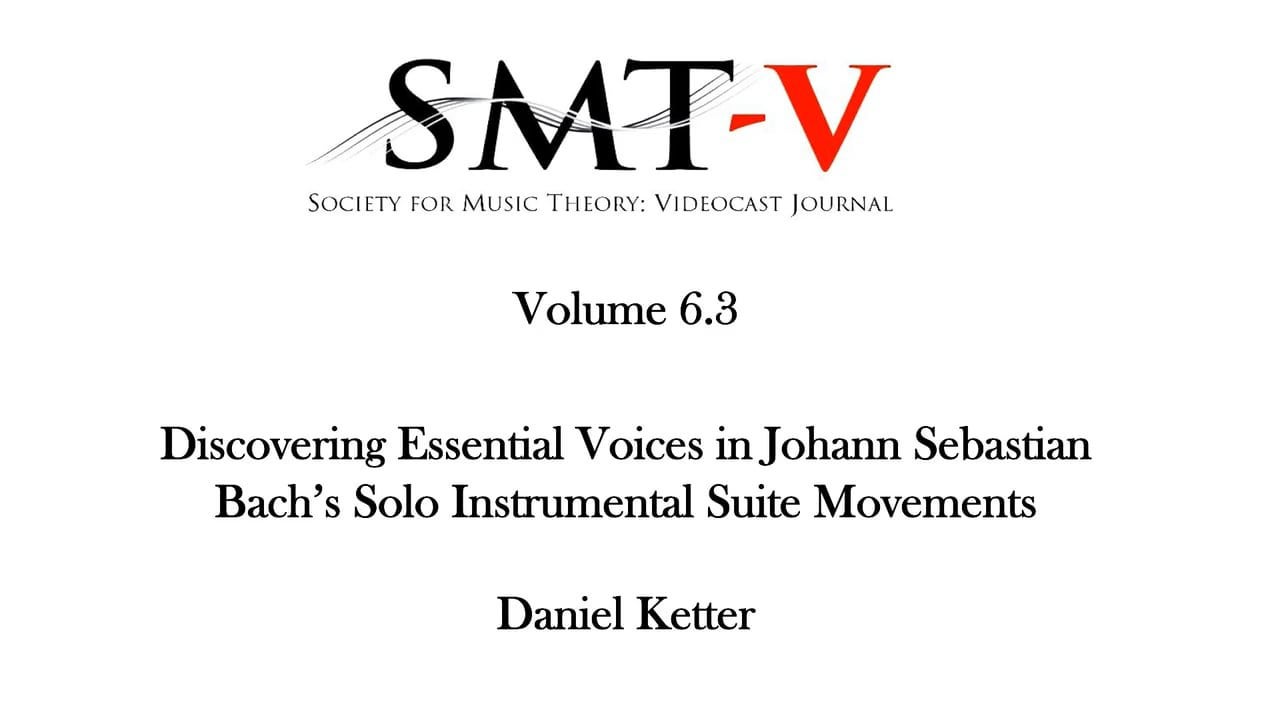 SMT-V
Society for Music Theory: Videocast Journal
Volume 6.3
Discovering Essential Voices in Johann Sebastian
Bach’s Solo Instrumental Suite Movements
Daniel Ketter